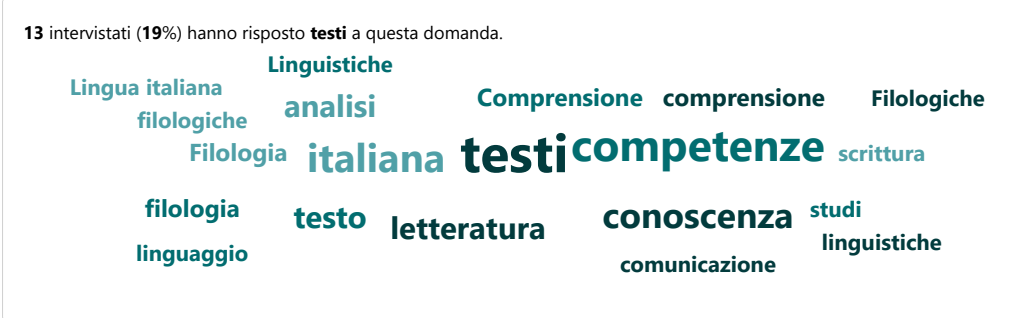 13 intervistati (19%) hanno risposto testi a questa domanda.
Linguistiche
Lingua italiana
analisi
Comprensione comprensione Filologiche
filologiche
Filologia italiana testi competenze scrittura
filologia testo letteratura conoscenza studi
linguistiche
linguaggio
comunicazione